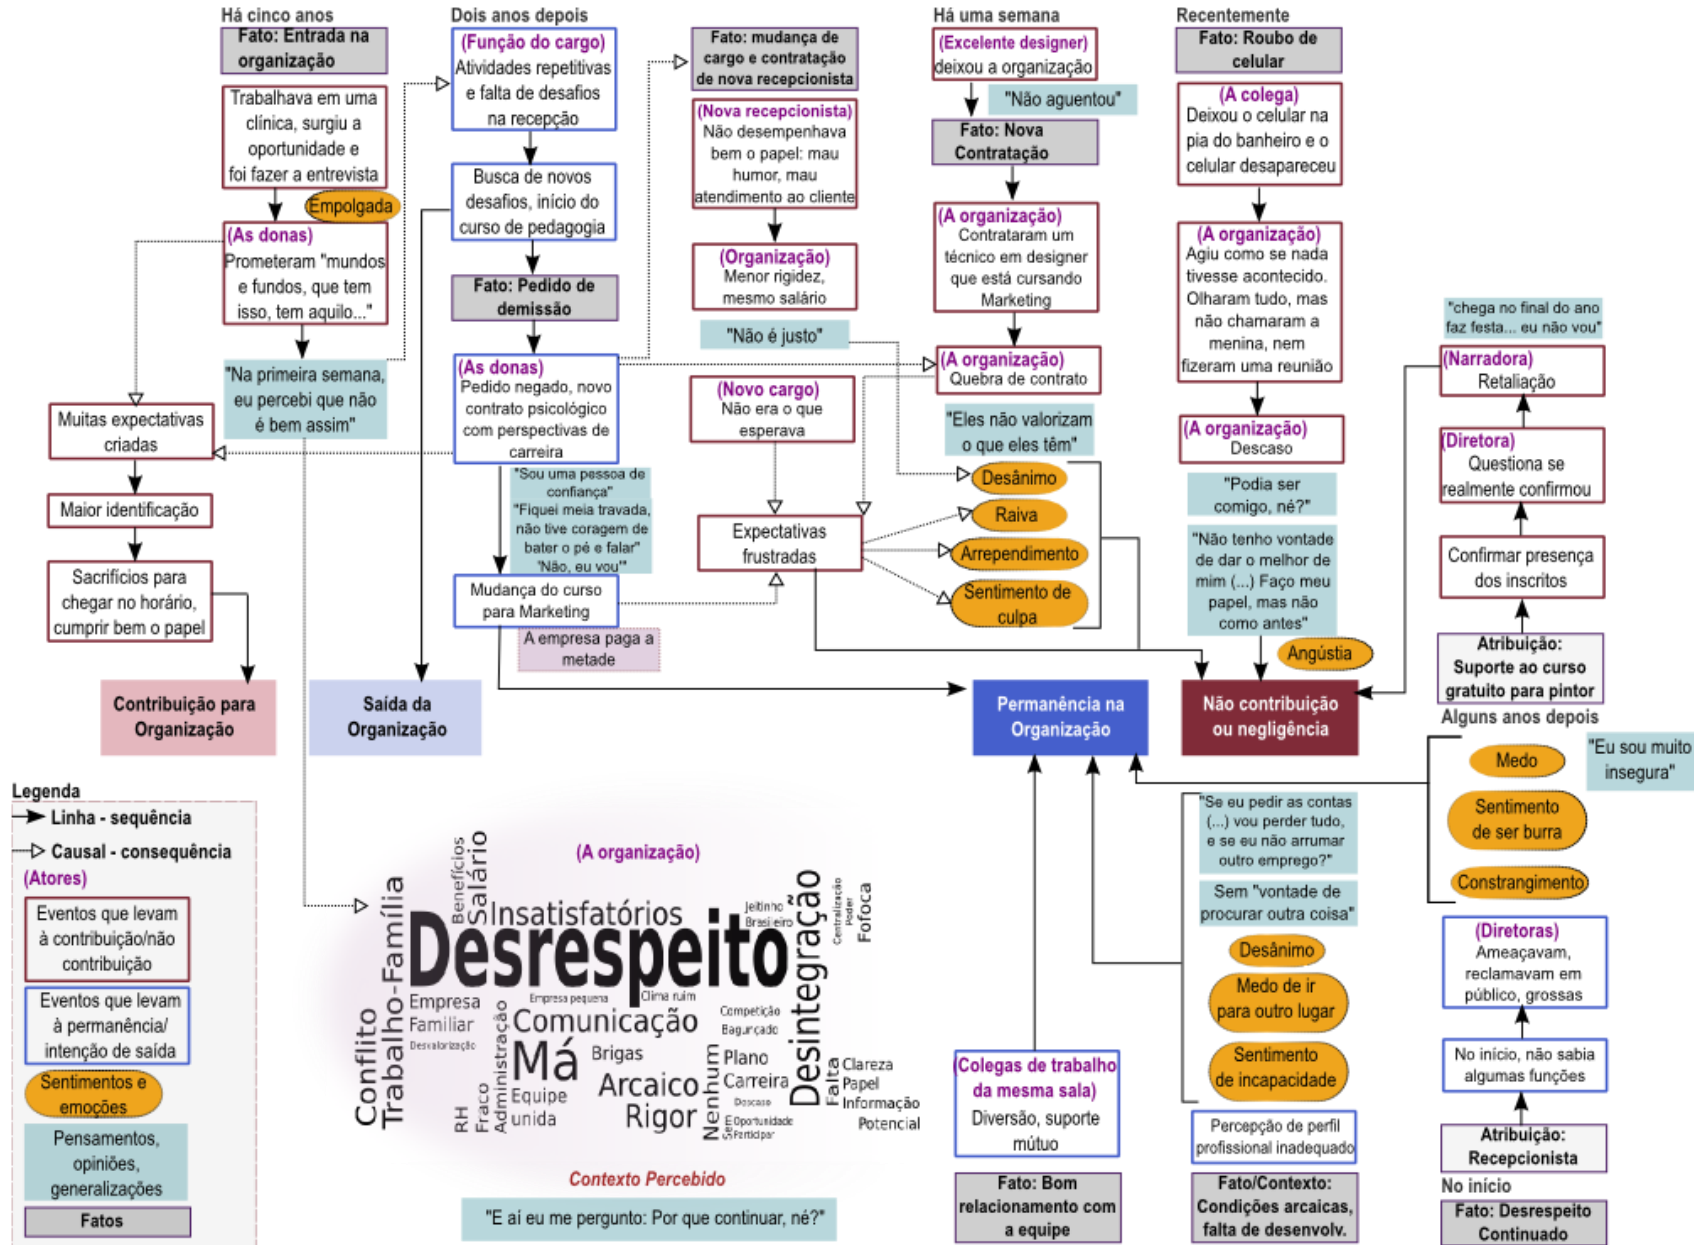 Há cinco anos
Fato: Entrada na
organização
Trabalhava em uma
clínica, surgiu a
oportunidade e
foi fazer a entrevista
Empolgada
(As donas)
Prometeram "mundos
e fundos, que tem
isso, tem aquilo..."
"Na primeira semana,
eu percebi que não
é bem assim"
Muitas expectativas
criadas
Maior identificação
Sacrifícios para
chegar no horário,
cumprir bem o papel
Contribuição para
Organização
Dois anos depois
(Função do cargo)
Atividades repetitivas
e falta de desafios
na recepção
Busca de novos
desafios, início do
curso de pedagogia
Fato: Pedido de
demissão
(As donas)
Pedido negado, novo
contrato psicológico
com perspectivas de
carreira
"Sou uma pessoa de
confiança"
"Fiquei meia travada,
não tive coragem de
bater o pé e falar"
'Não, eu vou'"
Mudança do curso
para Marketing
A empresa paga a
metade
Saída da
Organização
Fato: mudança de
cargo e contratação
de nova recepcionista
(Nova recepcionista)
Não desempenhava
bem o papel: mau
humor, mau
atendimento ao cliente
(Organização)
Menor rigidez,
mesmo salário
"Não é justo"
(Novo cargo)
Não era o que
esperava
Expectativas
frustradas
Há uma semana
(Excelente designer)
deixou a organização
"Não aguentou"
Fato: Nova
Contratação
(A organização)
Contrataram um
técnico em designer
que está cursando
Marketing
(A organização)
Quebra de contrato
"Eles não valorizam
o que eles têm"
Desânimo
Raiva
Arrependimento
Sentimento de
culpa
Permanência na
Organização
Recentemente
Fato: Roubo de
celular
(A colega)
Deixou o celular na
pia do banheiro e o
celular desapareceu
(A organização)
Agiu como se nada
tivesse acontecido.
Olharam tudo, mas
não chamaram a
menina, nem
fizeram uma reunião
(A organização)
Descaso
"Podia ser
comigo, né?"
"Não tenho vontade
de dar o melhor de
mim (...) Faço meu
papel, mas não
como antes"
Angústia
Não contribuição
ou negligência
"chega no final do ano
faz festa... eu não vou"
(Narradora)
Retaliação
(Diretora)
Questiona se
realmente confirmou
Confirmar presença
dos inscritos
Atribuição:
Suporte ao curso
gratuito para pintor
Alguns anos depois
"Eu sou muito
insegura"
Medo
Sentimento
de ser burra
Constrangimento
(Diretoras)
Ameaçavam,
reclamavam em
público, grossas
No início, não sabia
algumas funções
Atribuição:
Recepcionista
No início
Fato: Desrespeito
Continuado
"Se eu pedir as contas
(...) vou perder tudo,
e se eu não arrumar
outro emprego?"
Sem "vontade de
procurar outra coisa"
Desânimo
Medo de ir
para outro lugar
Sentimento
de incapacidade
Percepção de perfil
profissional inadequado
Fato/Contexto:
Condições arcaicas,
falta de desenvolv.
(Colegas de trabalho
da mesma sala)
Diversão, suporte
mútuo
Fato: Bom
relacionamento com
a equipe
Legenda
Linha - sequência
Causal - consequência
(Atores)
Eventos que levam
à contribuição/não
contribuição
Eventos que levam
à permanência/
intenção de saída
Sentimentos e
emoções
Pensamentos,
opiniões,
generalizações
Fatos
(A organização)
Conflito
Trabalho-Família
Benefícios
Salário
Insatisfatórios
Jeitinho
Brasileiro
Desrespeito
Desintegração
Centralização
Poder
Fofoca
Empresa
Familiar
Desvalorização
Empresa pequena
Clima ruim
Comunicação
Má
Competição
Bagunçado
RH
Fraco
Administração
Equipe
unida
Brigas
Arcaico
Rigor
Nenhum
Plano
Carreira
Descaso
Sem
Oportunidade
Participar
Falta
Clareza
Papel
Informação
Potencial
Contexto Percebido
"E aí eu me pergunto: Por que continuar, né?"